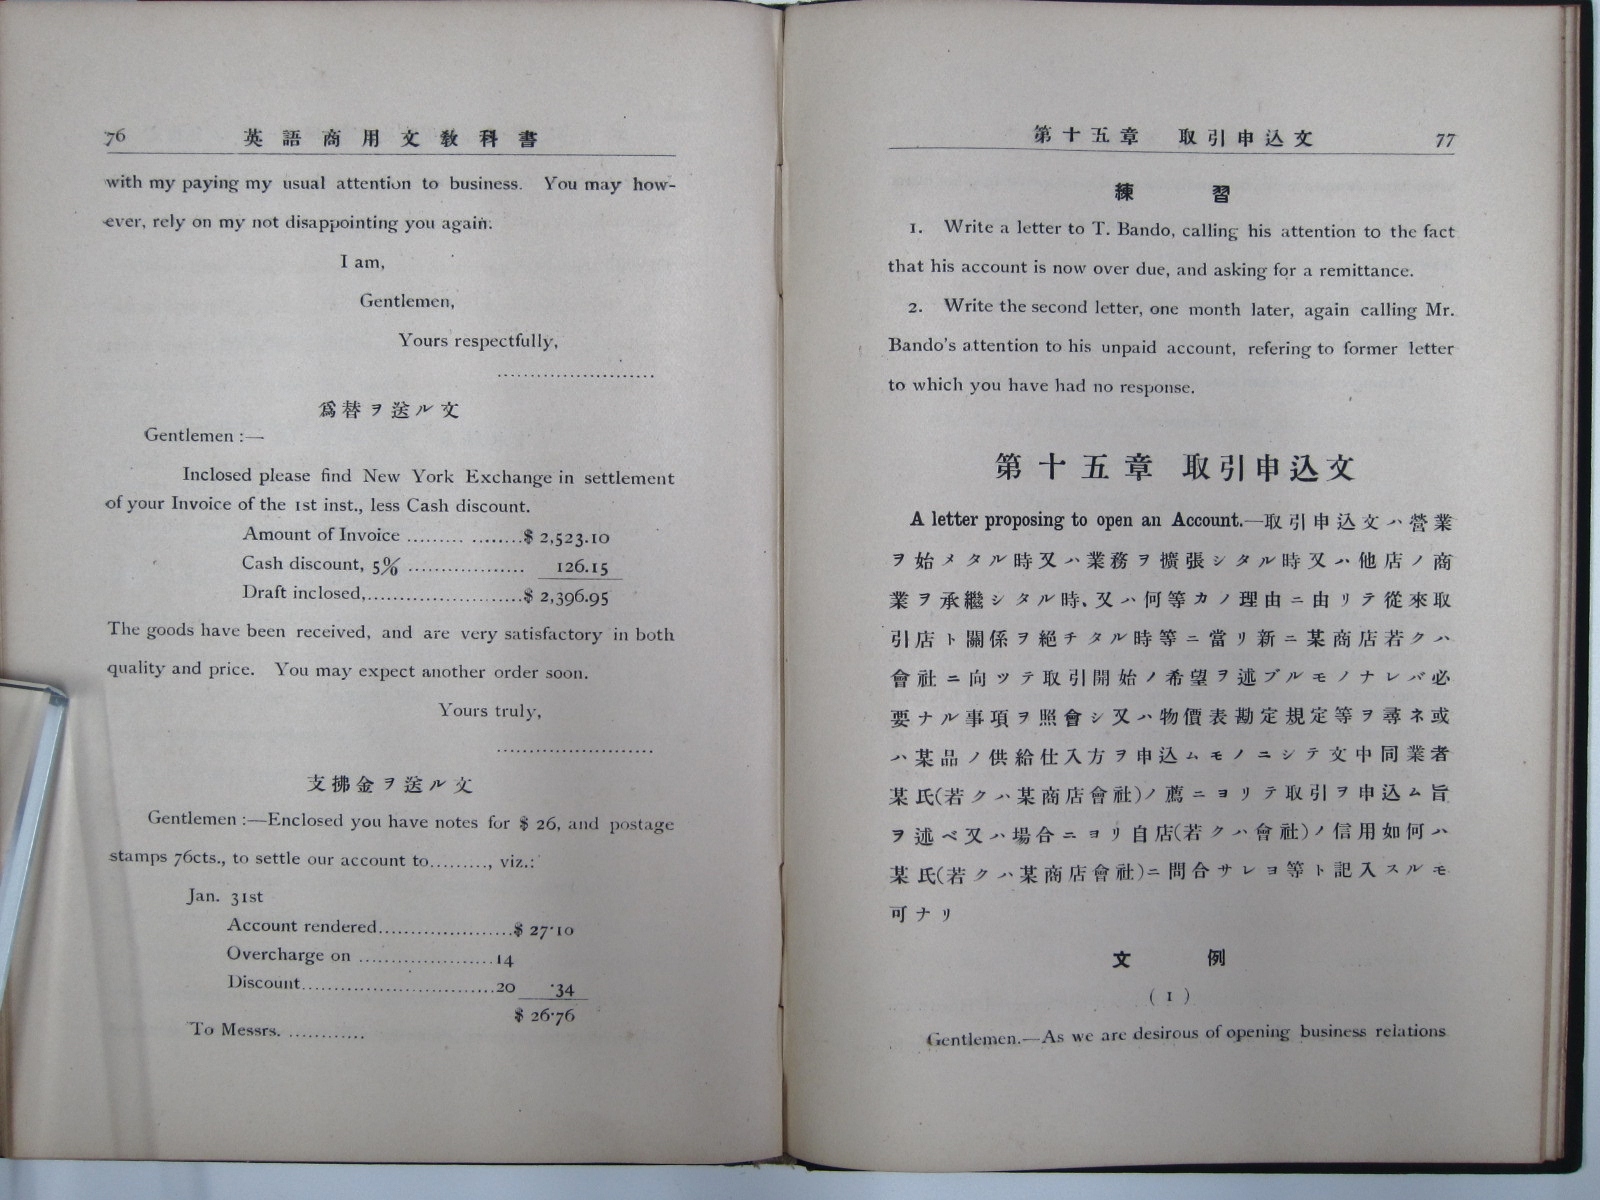 76 英語商用文教科書
with my paying my usual attention to business. You may how-
ever, rely on my not disappointing you again.
I am,
Gentlemen,
Yours respectfully,
........................
爲替ヲ送ル文
Gentlemen :—
Inclosed please find New York Exchange in settlement
of your Invoice of the 1st inst., less Cash discount.
Amount of Invoice ......... ........$ 2,523.10
Cash discount, 5% .................. 126.15
Draft inclosed,........................$ 2,396.95
The goods have been received, and are very satisfactory in both
quality and price. You may expect another order soon.
Yours truly,
........................
支拂金ヲ送ル文
Gentlemen :—Enclosed you have notes for $ 26, and postage
stamps 76cts., to settle our account to........., viz.:
Jan. 31st
Account rendered.....................$ 27·10
Overcharge on .....................14
Discount..............................20 ·34
$ 26·76
To Messrs. ............
第十五章 取引申込文 77
練習
1. Write a letter to T. Bando, calling his attention to the fact
that his account is now over due, and asking for a remittance.
2. Write the second letter, one month later, again calling Mr.
Bando's attention to his unpaid account, refering to former letter
to which you have had no response.
第十五章 取引申込文
A letter proposing to open an Account.—取引申込文ハ營業
ヲ始メタル時又ハ業務ヲ擴張シタル時又ハ他店ノ商
業ヲ承繼シタル時、又ハ何等カノ理由ニ由リテ從來取
引店ト關係ヲ絕チタル時等ニ當リ新ニ某商店若クハ
會社ニ向ツテ取引開始ノ希望ヲ述ブルモノナレバ必
要ナル事項ヲ照會シ又ハ物價表勘定規定等ヲ尋ネ或
ハ某品ノ供給仕入方ヲ申込ムモノニシテ文中同業者
某氏(若クハ某商店會社)ノ薦ニヨリテ取引ヲ申込ム旨
ヲ述ベ又ハ場合ニヨリ自店(若クハ會社)ノ信用如何ハ
某氏(若クハ某商店會社)ニ問合サレヨ等ト記入スルモ
可ナリ
文例
( 1 )
Gentlemen.—As we are desirous of opening business relations